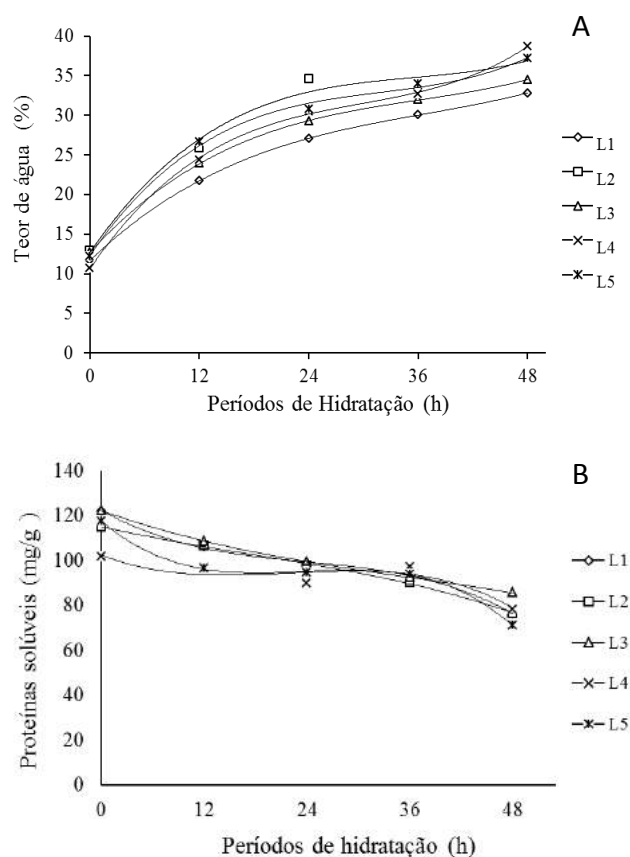 A
Teor de água (%)
40
35
30
25
20
15
10
5
0
0 12 24 36 48
Períodos de Hidratação (h)
L1
L2
L3
L4
L5
B
Proteínas solúveis (mg/g )
140
120
100
80
60
40
20
0
0 12 24 36 48
Períodos de hidratação (h)
L1
L2
L3
L4
L5